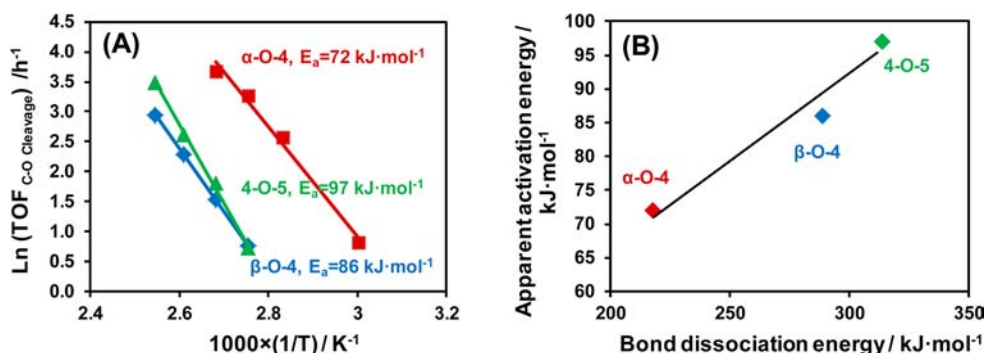 (A)
Ln (TOF C-O Cleavage) /h-1
4.5
4.0
3.5
3.0
2.5
2.0
1.5
1.0
0.5
0.0
α-O-4, Ea=72 kJ·mol-1
4-O-5, Ea=97 kJ·mol-1
β-O-4, Ea=86 kJ·mol-1
2.4 2.6 2.8 3 3.2
1000×(1/T) / K-1
(B)
Apparent activation energy /
kJ·mol-1
100
95
90
85
80
75
70
65
60
4-O-5
β-O-4
α-O-4
200 250 300 350
Bond dissociation energy / kJ·mol-1